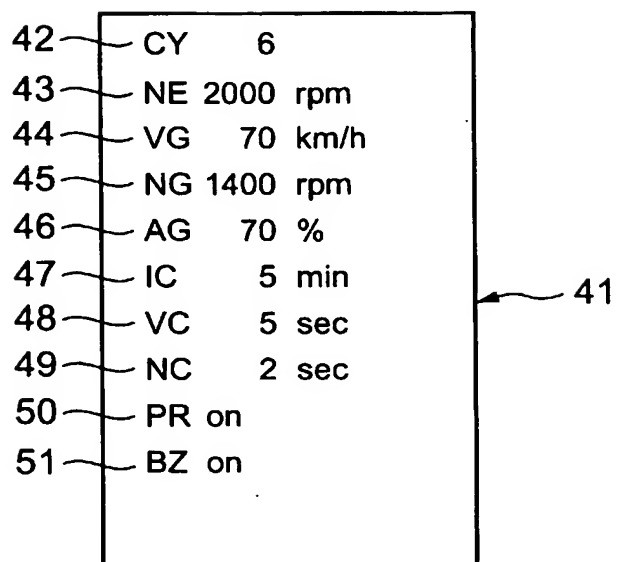 42 CY 6
43 NE 2000 rpm
44 VG 70 km/h
45 NG 1400 rpm
46 AG 70 %
47 IC 5 min
41
48 VC 5 sec
49 NC 2 sec
50 PR on
51 BZ on